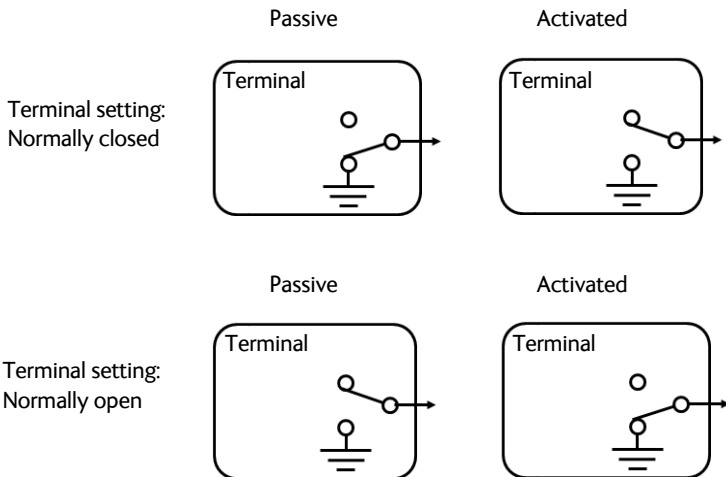 Passive
Activated
Terminal
Terminal
Terminal setting:
Normally closed
Passive
Activated
Terminal
Terminal
Terminal setting:
Normally open